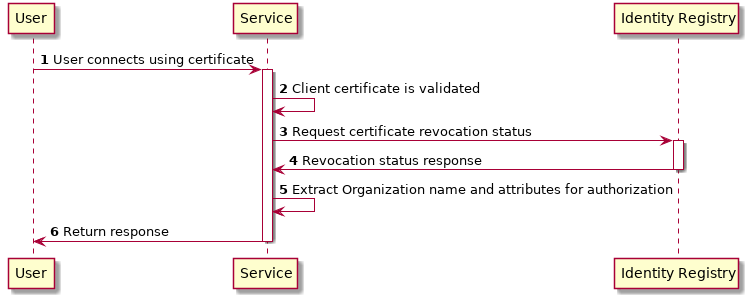 User Service Identity Registry
1 User connects using certificate
2 Client certificate is validated
3 Request certificate revocation status
4 Revocation status response
5 Extract Organization name and attributes for authorization
6 Return response
User Service Identity Registry